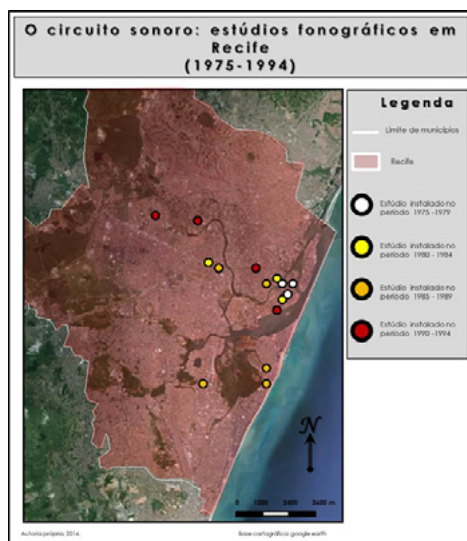 O circuito sonoro: estúdios fonográficos em
Recife
(1975-1994)
Legenda
Limite de municípios
Recife
Estúdio instalado no
período 1975 -1979
Estúdio instalado no
período 1980 -1984
Estúdio instalado no
período 1985 -1989
Estúdio instalado no
período 1990 -1994
N
0 1200 2400 3600 m
Autoria própria, 2016.
Base cartográfica: google earth